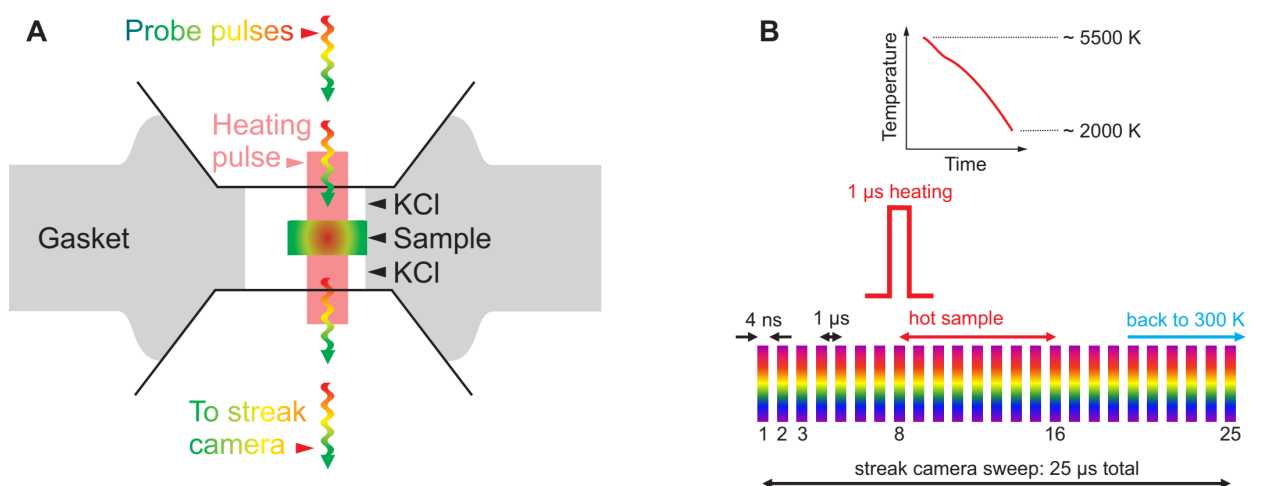 A
Probe pulses
Heating
pulse
KCl
Gasket
Sample
KCl
To streak
camera
B
Temperature
~ 5500 K
~ 2000 K
Time
1 µs heating
4 ns
1 µs
hot sample
back to 300 K
1 2 3 8 16 25
streak camera sweep: 25 µs total